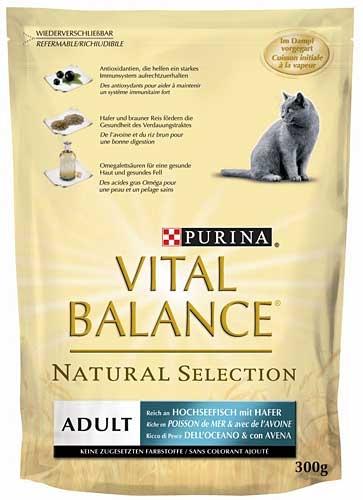 WIEDERVERSCHLIEßBAR
REFERMABLE/RICHIUDIBILE
Im Dampf
vorgegart
Cuisson initiale
à la vapeur
Antioxidantien, die helfen ein starkes
Immunsystem aufrechtzuerhalten
Des antioxydants pour aider à maintenir
un système immunitaire fort
Hafer und brauner Reis fördern die
Gesundheit des Verdauungstraktes
De l'avoine et du riz brun pour
une bonne digestion
Omegafettsäuren für eine gesunde
Haut und gesundes Fell
Des acides gras Oméga pour
une peau et un pelage sains
PURINA®
VITAL
BALANCE®
NATURAL SELECTION
ADULT
Reich an HOCHSEEFISCH mit HAFER
Riche en POISSON de MER & avec de l'AVOINE
Ricco di Pesce DELL'OCEANO & con AVENA
KEINE ZUGESETZTEN FARBSTOFFE / SANS COLORANT AJOUTÉ
300g